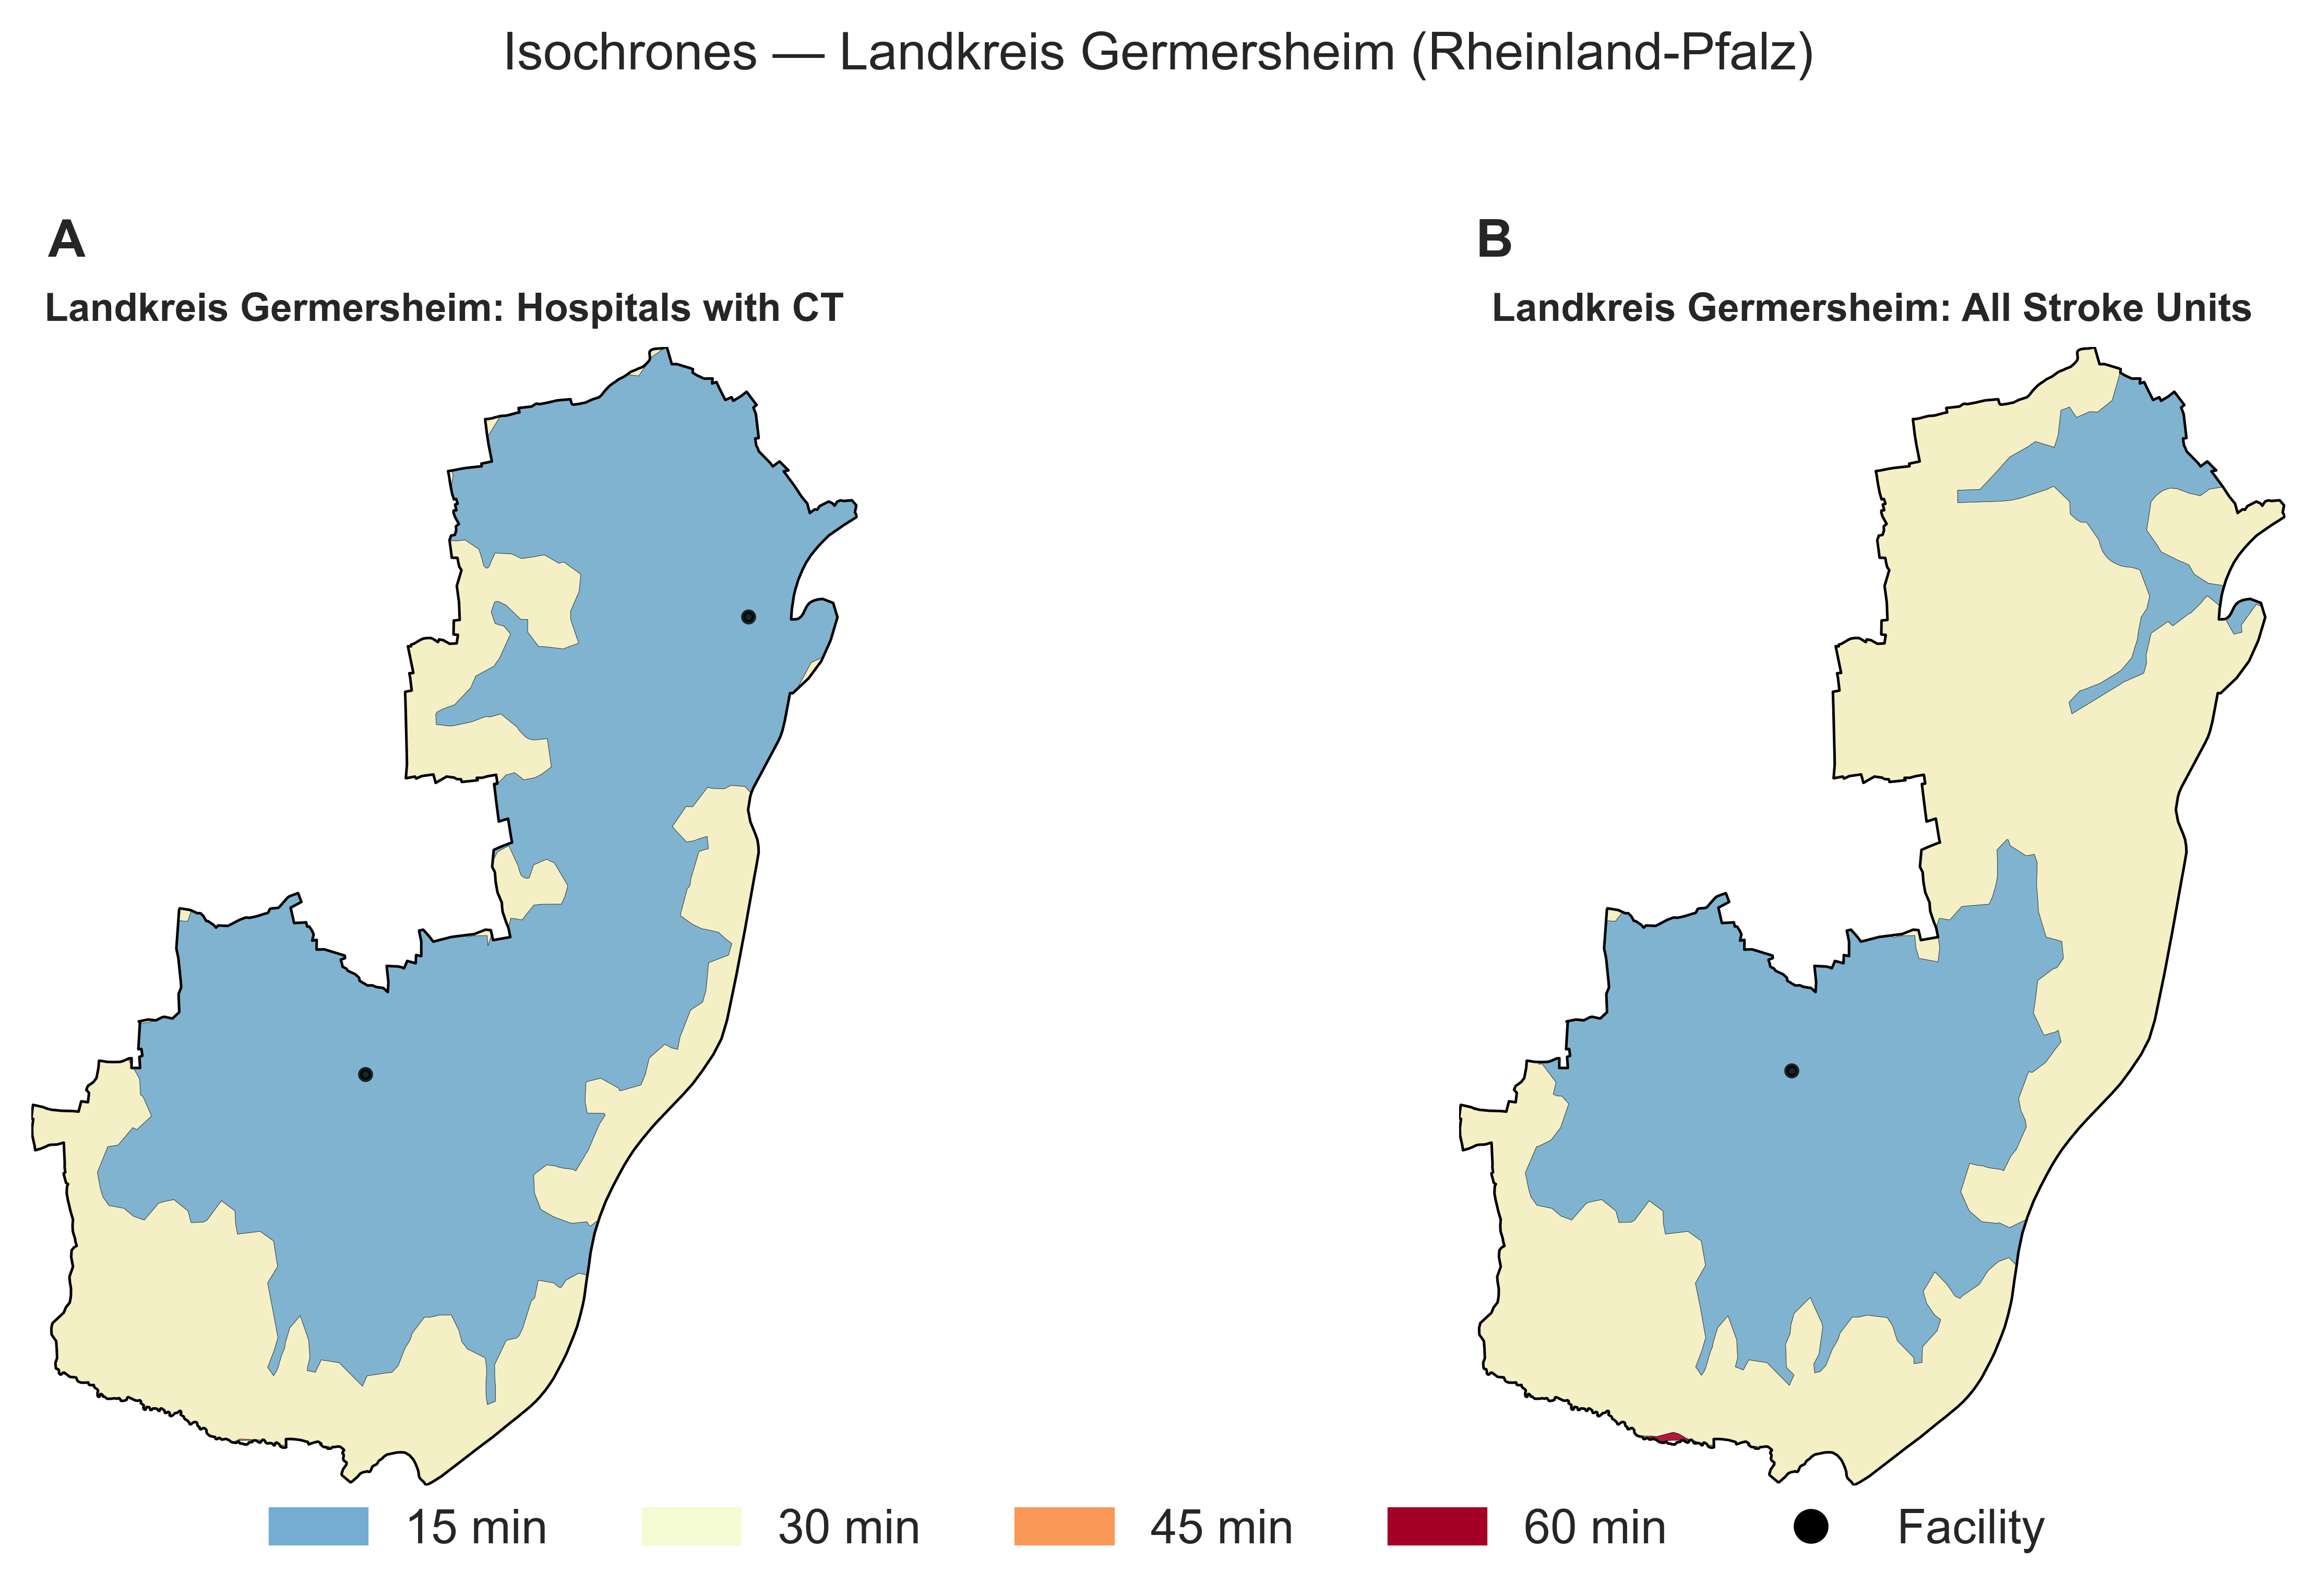 Isochrones — Landkreis Germersheim (Rheinland-Pfalz)
A
Landkreis Germersheim: Hospitals with CT
B
Landkreis Germersheim: All Stroke Units
15 min
30 min
45 min
60 min
Facility